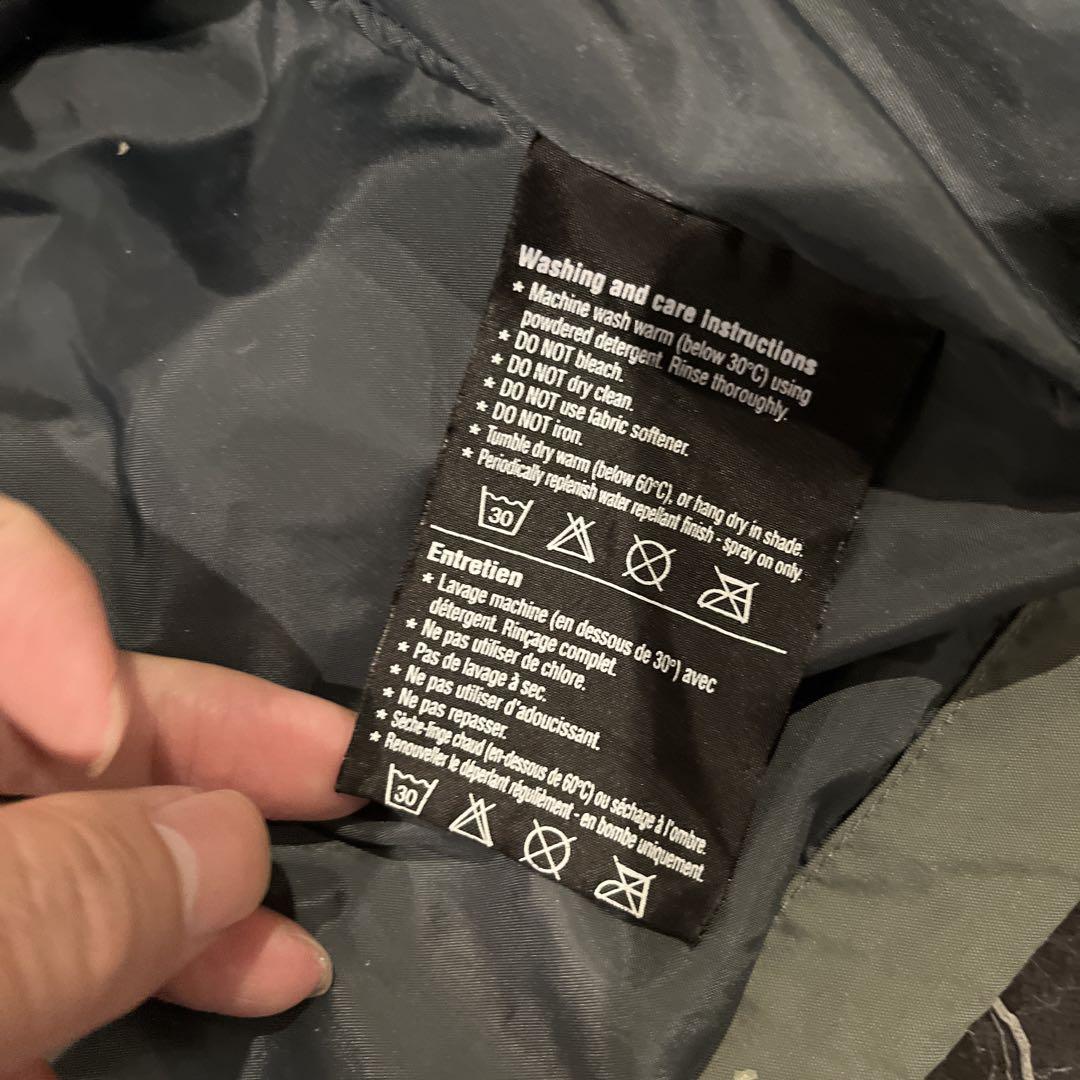 Washing and care instructions
* Machine wash warm (below 30°C) using
powdered detergent. Rinse thoroughly.
* DO NOT bleach.
* DO NOT dry clean.
* DO NOT use fabric softener.
* DO NOT iron.
* Tumble dry warm (below 60°C), or hang dry in shade.
* Periodically replenish water repellant finish - spray on only.
30
Entretien
* Lavage machine (en dessous de 30°) avec
détergent. Rinçage complet.
* Ne pas utiliser de chlore.
* Pas de lavage à sec.
* Ne pas utiliser d'adoucissant.
* Ne pas repasser.
* Sèche-linge chaud (en-dessous de 60°C) ou séchage à l'ombre.
* Renouveller le déperlant régulièment - en bombe uniquement.
30